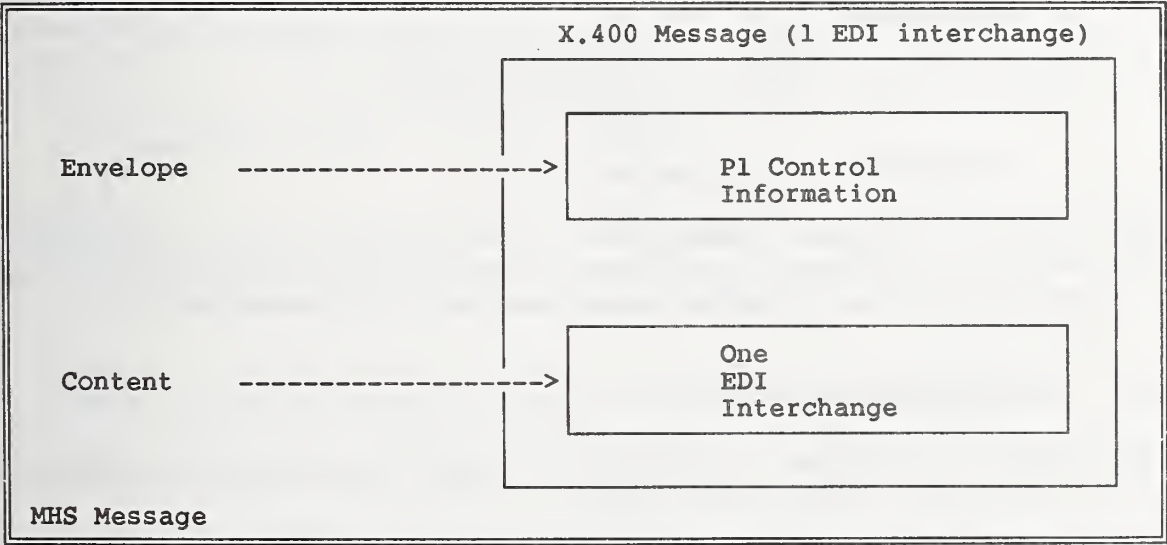 X.400 Message (1 EDI interchange)
Envelope
P1 Control
Information
Content
One
EDI
Interchange
MHS Message